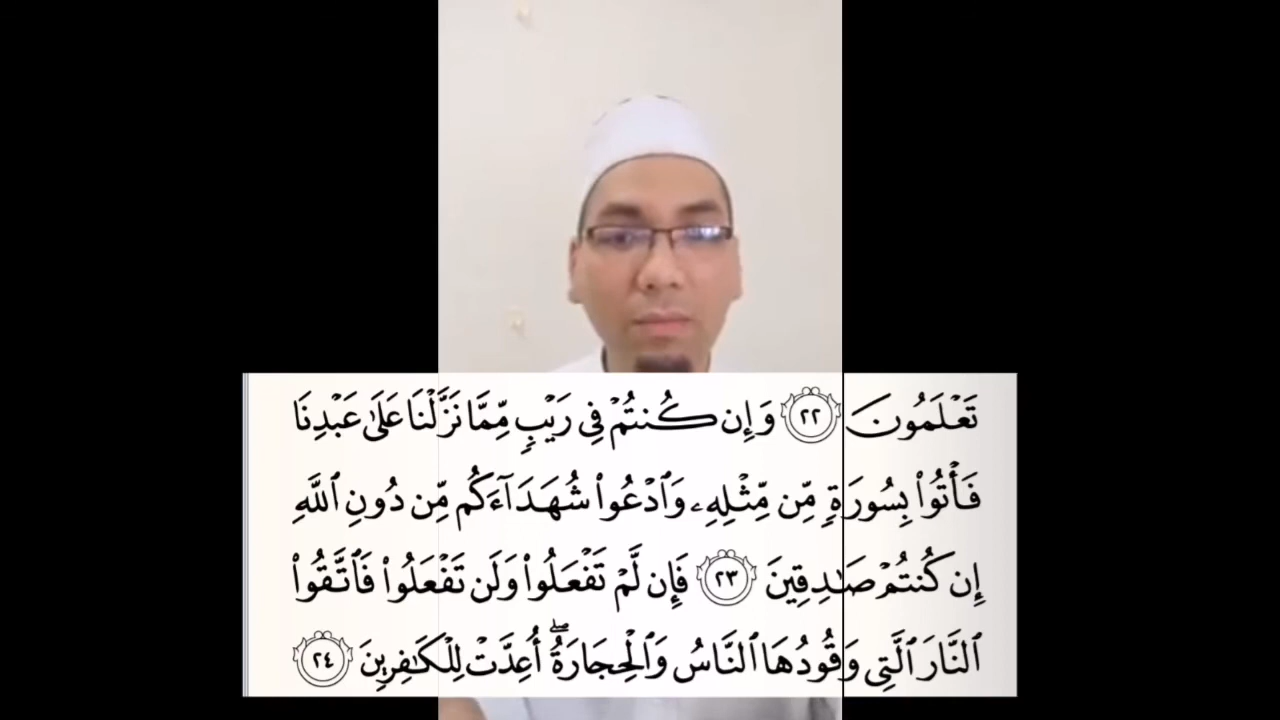 تَعۡلَمُونَ ٢٢ وَإِن كُنتُمۡ فِي رَيۡبٖ مِّمَّا نَزَّلۡنَا عَلَىٰ عَبۡدِنَا
فَأۡتُواْ بِسُورَةٖ مِّن مِّثۡلِهِۦ وَٱدۡعُواْ شُهَدَآءَكُم مِّن دُونِ ٱللَّهِ
إِن كُنتُمۡ صَٰدِقِينَ ٢٣ فَإِن لَّمۡ تَفۡعَلُواْ وَلَن تَفۡعَلُواْ فَٱتَّقُواْ
ٱلنَّارَ ٱلَّتِي وَقُودُهَا ٱلنَّاسُ وَٱلۡحِجَارَةُۖ أُعِدَّتۡ لِلۡكَٰفِرِينَ ٢٤